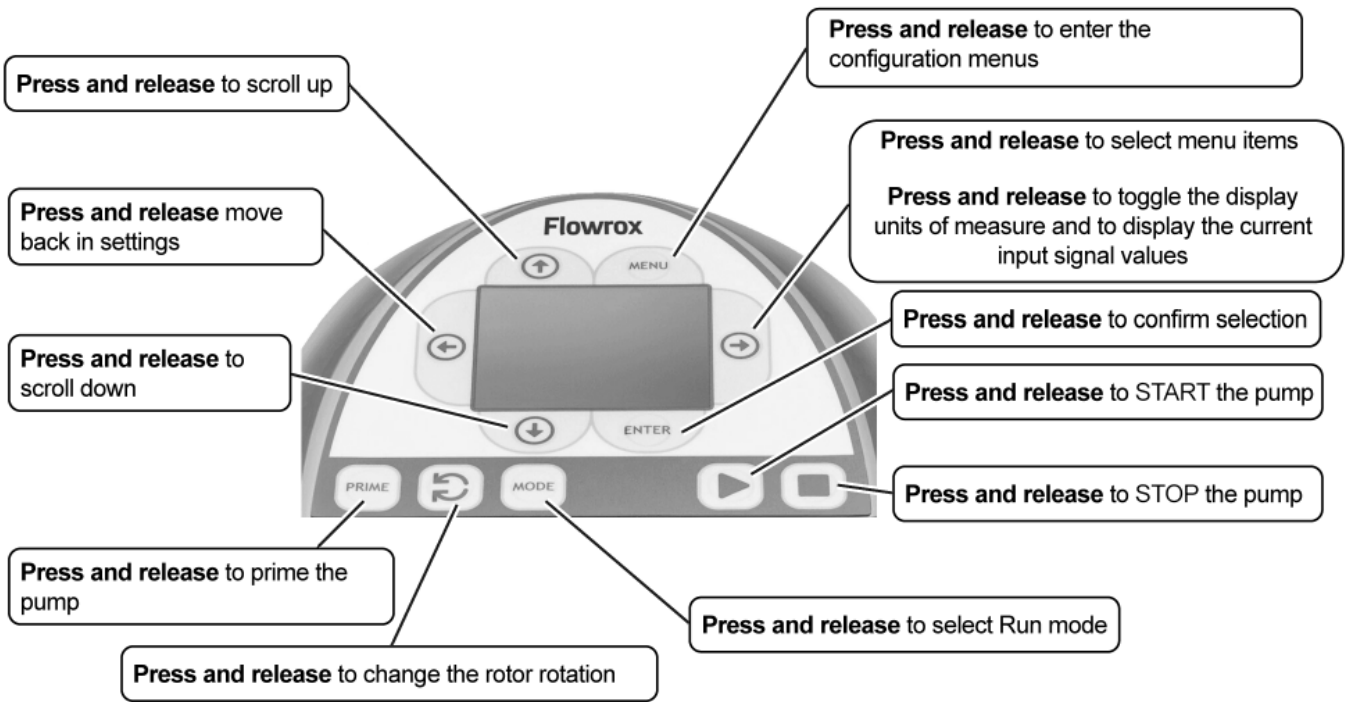 Press and release to enter the
configuration menus
Press and release to scroll up
Press and release to select menu items
Press and release to toggle the display
units of measure and to display the current
input signal values
Press and release move
back in settings
Flowrox
MENU
Press and release to confirm selection
Press and release to
scroll down
ENTER
Press and release to START the pump
PRIME
MODE
Press and release to STOP the pump
Press and release to prime the
pump
Press and release to select Run mode
Press and release to change the rotor rotation